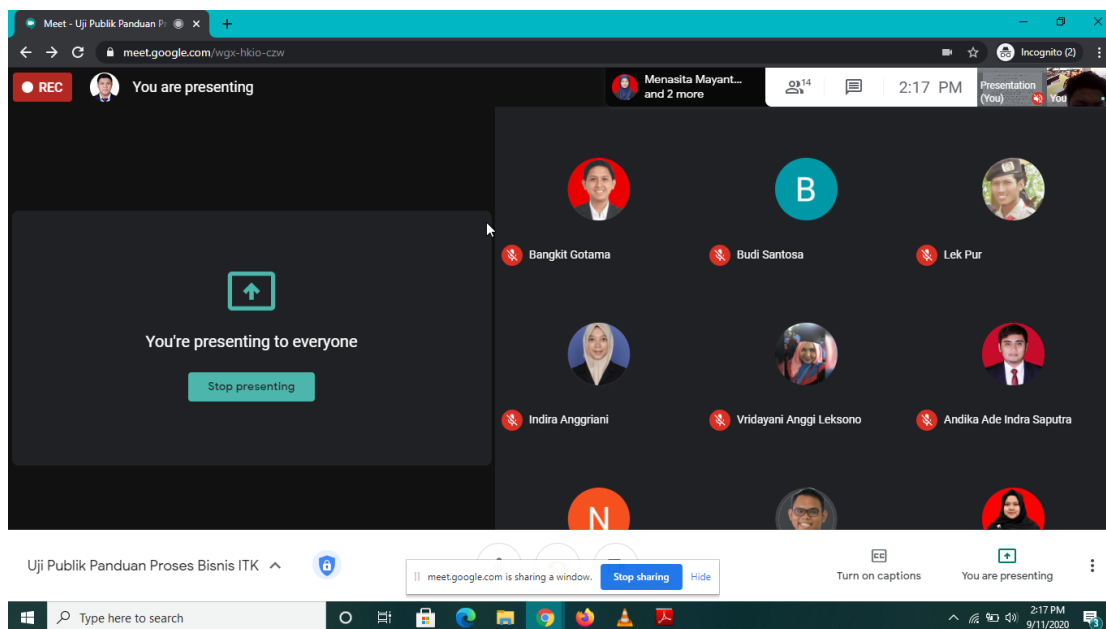 Meet - Uji Publik Panduan Pr
meet.google.com/wgx-hkio-czw
Incognito (2)
REC
You are presenting
Menasita Mayant...
and 2 more
14
2:17 PM
Presentation
(You)
You
B
Bangkit Gotama
Budi Santosa
Lek Pur
You're presenting to everyone
Stop presenting
Indira Anggriani
Vridayani Anggi Leksono
Andika Ade Indra Saputra
N
Uji Publik Panduan Proses Bisnis ITK
meet.google.com is sharing a window.
Stop sharing
Hide
CC
Turn on captions
You are presenting
Type here to search
2:17 PM
9/11/2020
3